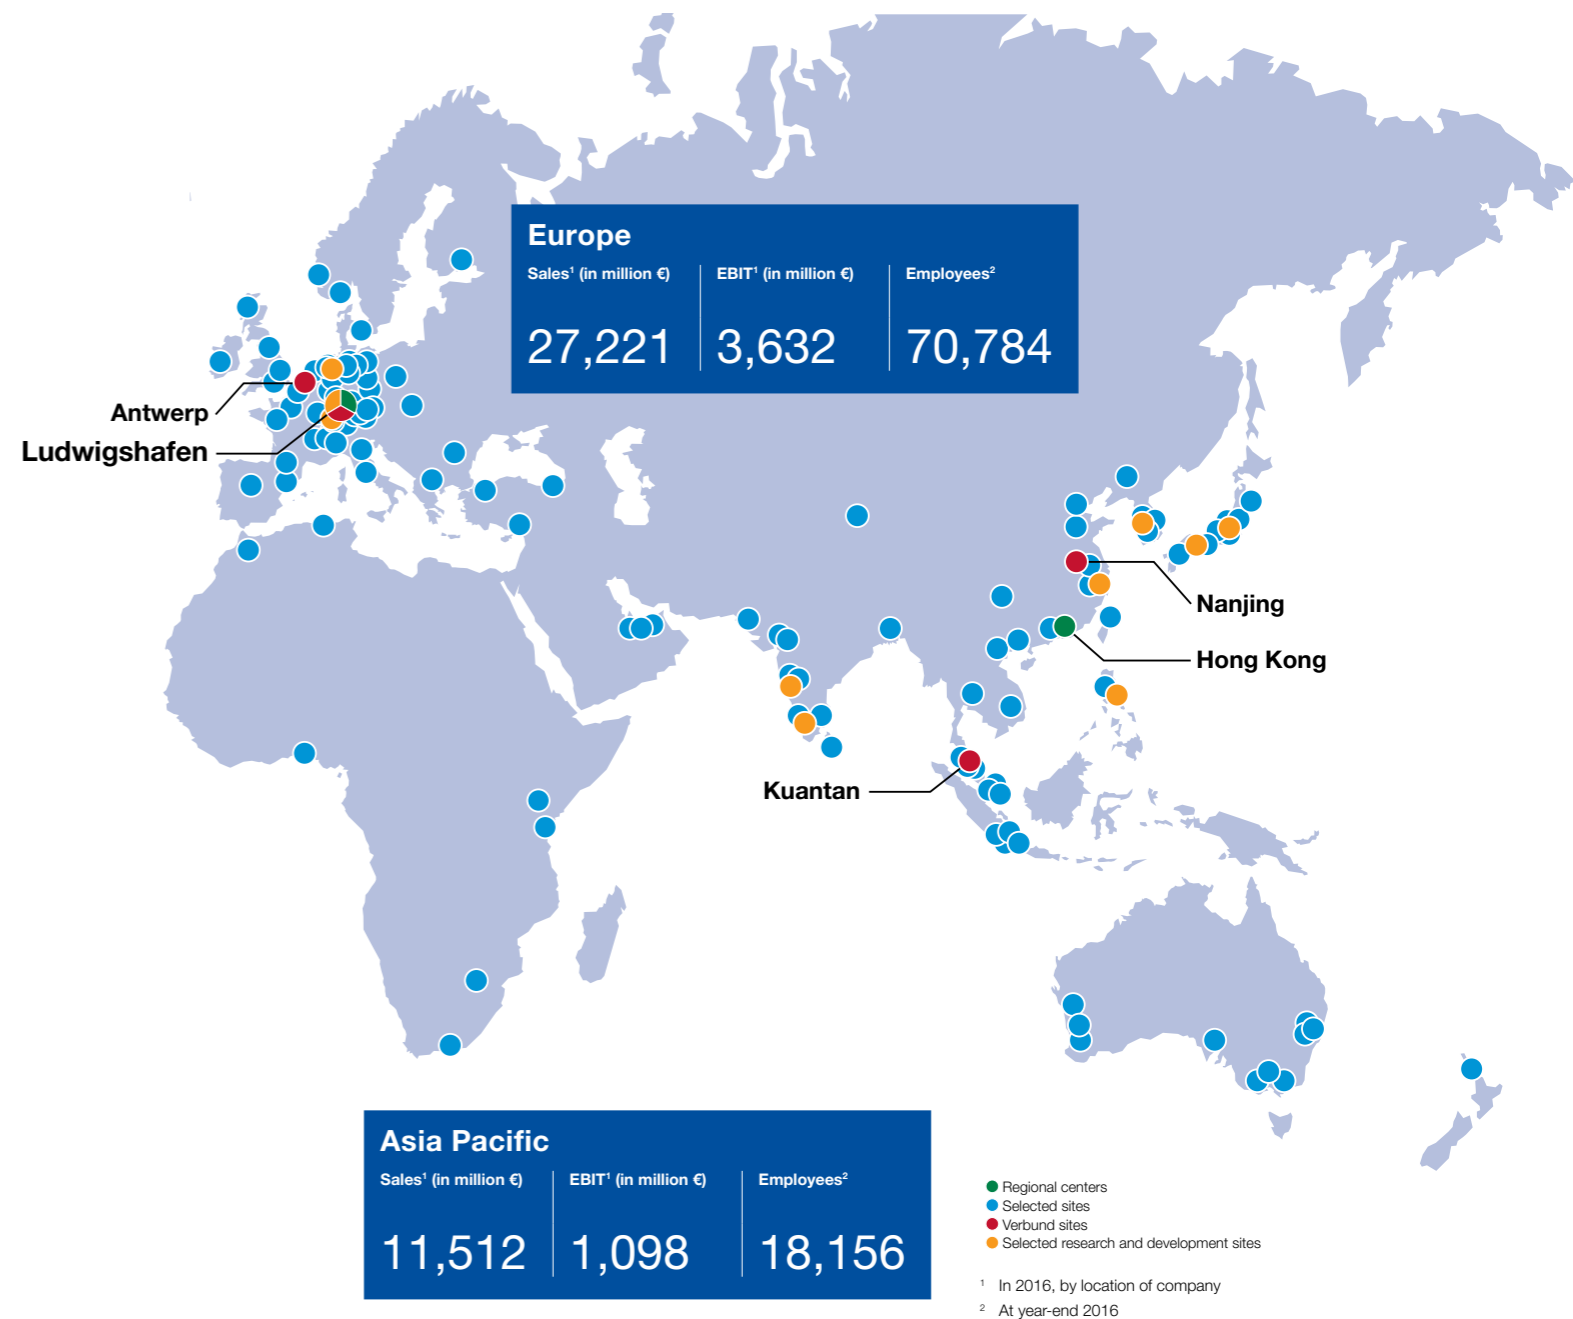 Europe
Sales¹ (in million €) EBIT¹ (in million €) Employees²
27,221 3,632 70,784
Antwerp
Ludwigshafen
Nanjing
Hong Kong
Kuantan
Asia Pacific
Sales¹ (in million €) EBIT¹ (in million €) Employees²
11,512 1,098 18,156
Regional centers
Selected sites
Verbund sites
Selected research and development sites
¹ In 2016, by location of company
² At year-end 2016